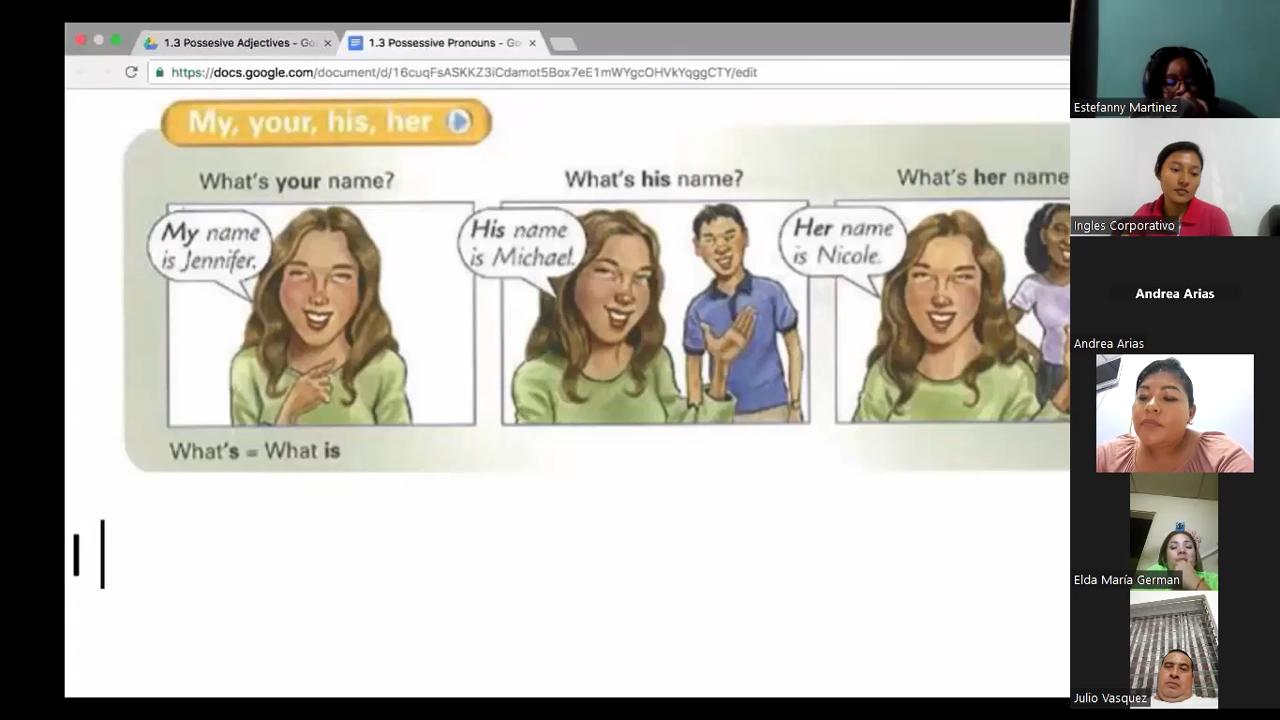 1.3 Possesive Adjectives - Go
1.3 Possessive Pronouns - Go
https://docs.google.com/document/d/16cuqFsASKKZ3iCdamot5Box7eE1mWYgcOHVkYqggCTY/edit
My, your, his, her
What's your name?
What's his name?
What's her name
My name
is Jennifer.
His name
is Michael.
Her name
is Nicole.
What's = What is
I
Estefanny Martinez
Ingles Corporativo
Andrea Arias
Andrea Arias
Elda María German
Julio Vasquez